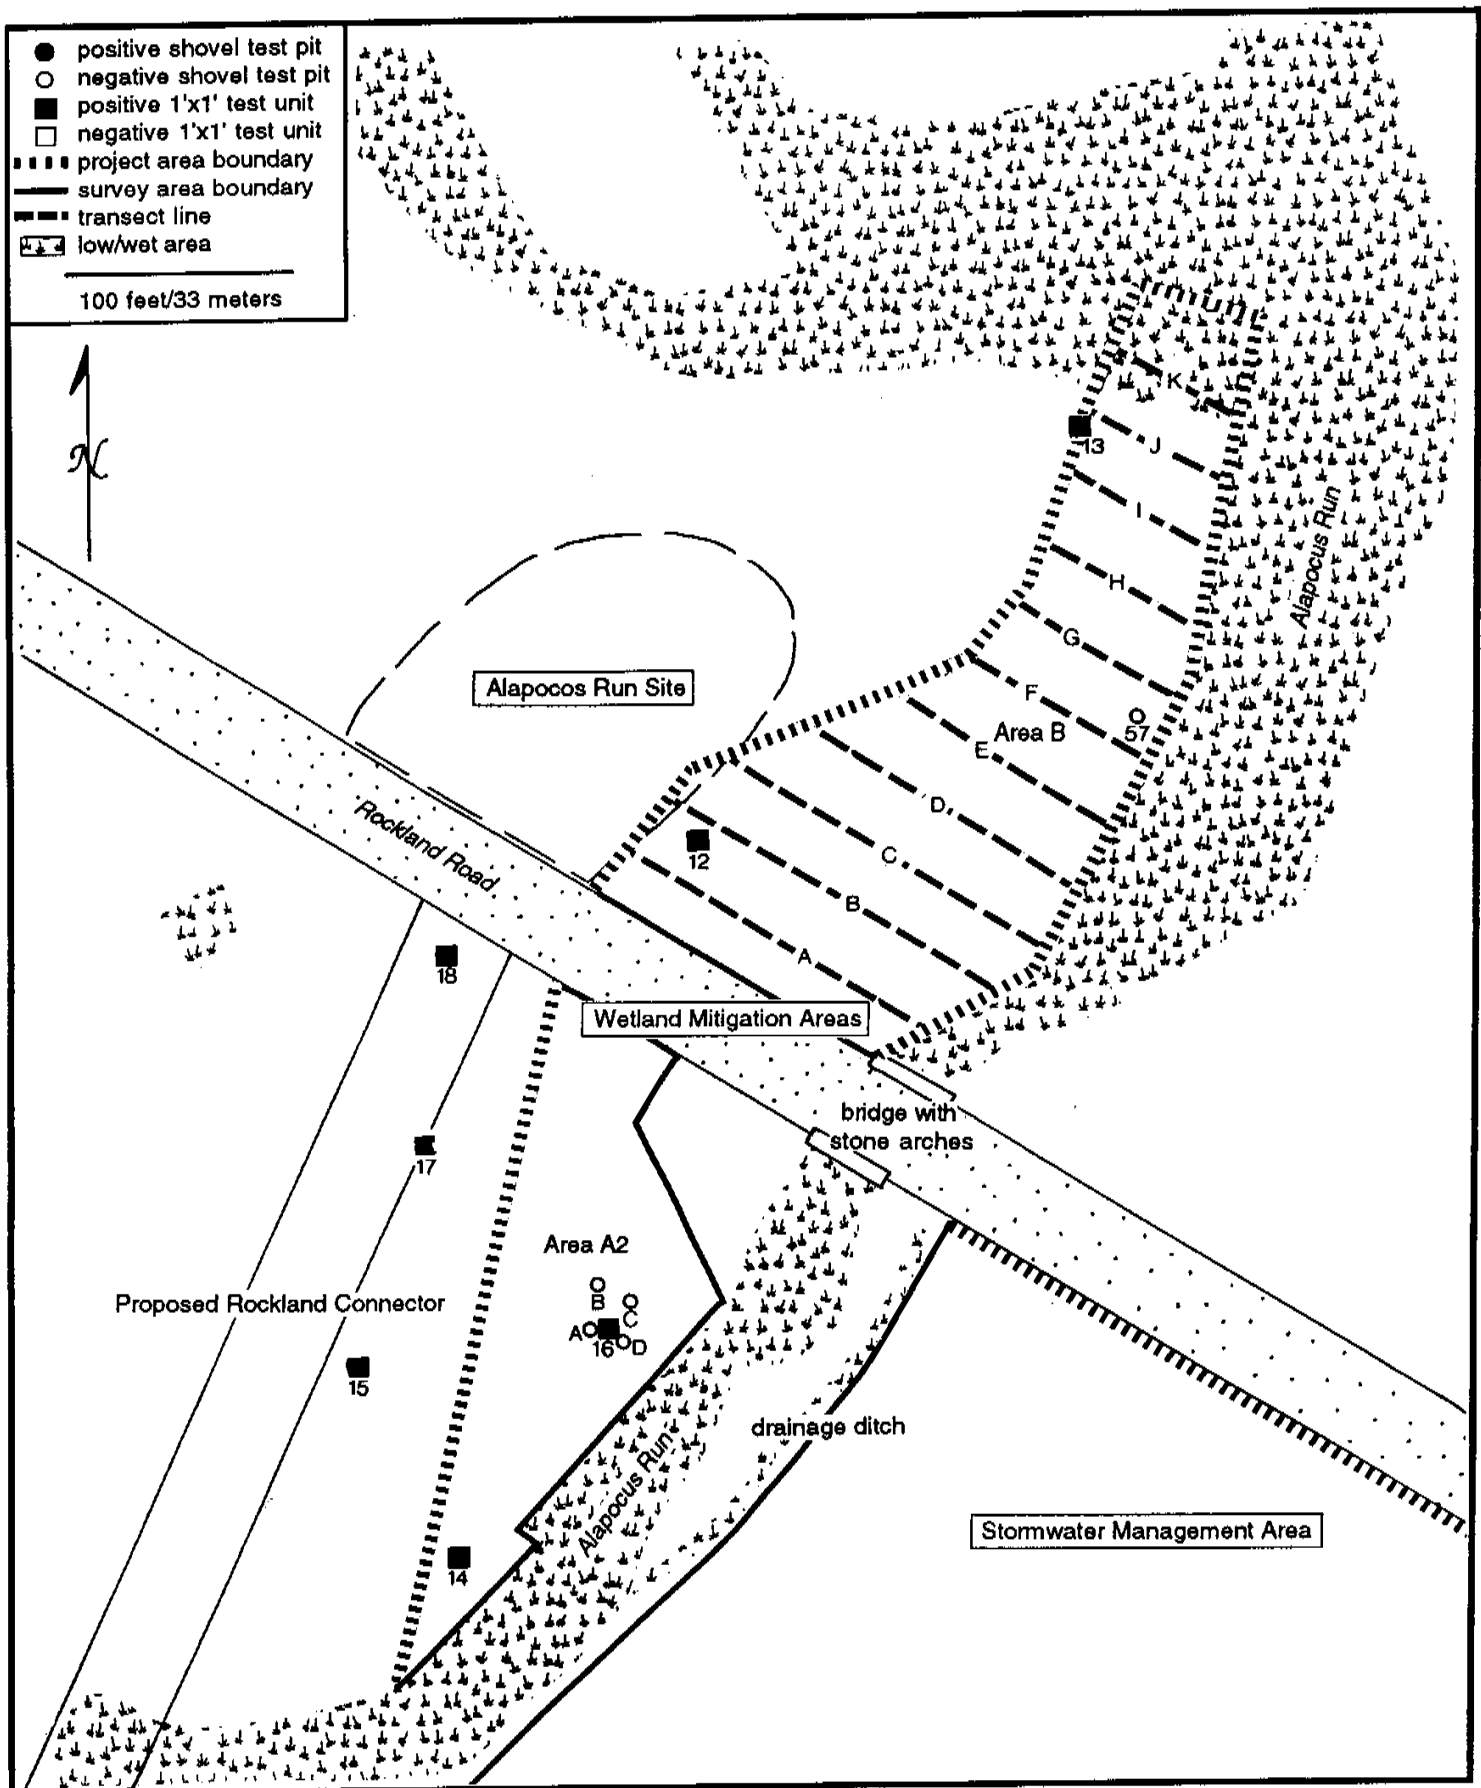 positive shovel test pit
negative shovel test pit
positive 1'x1' test unit
negative 1'x1' test unit
project area boundary
survey area boundary
transect line
low/wet area
100 feet/33 meters
N
K
13
J
I
Alapocus Run
H
G
Alapocos Run Site
F
57
Area B
E
D
Rockland Road
12
C
B
A
18
Wetland Mitigation Areas
bridge with
stone arches
17
Area A2
B
Proposed Rockland Connector
C
A
16
D
15
drainage ditch
Alapocus Run
Stormwater Management Area
14